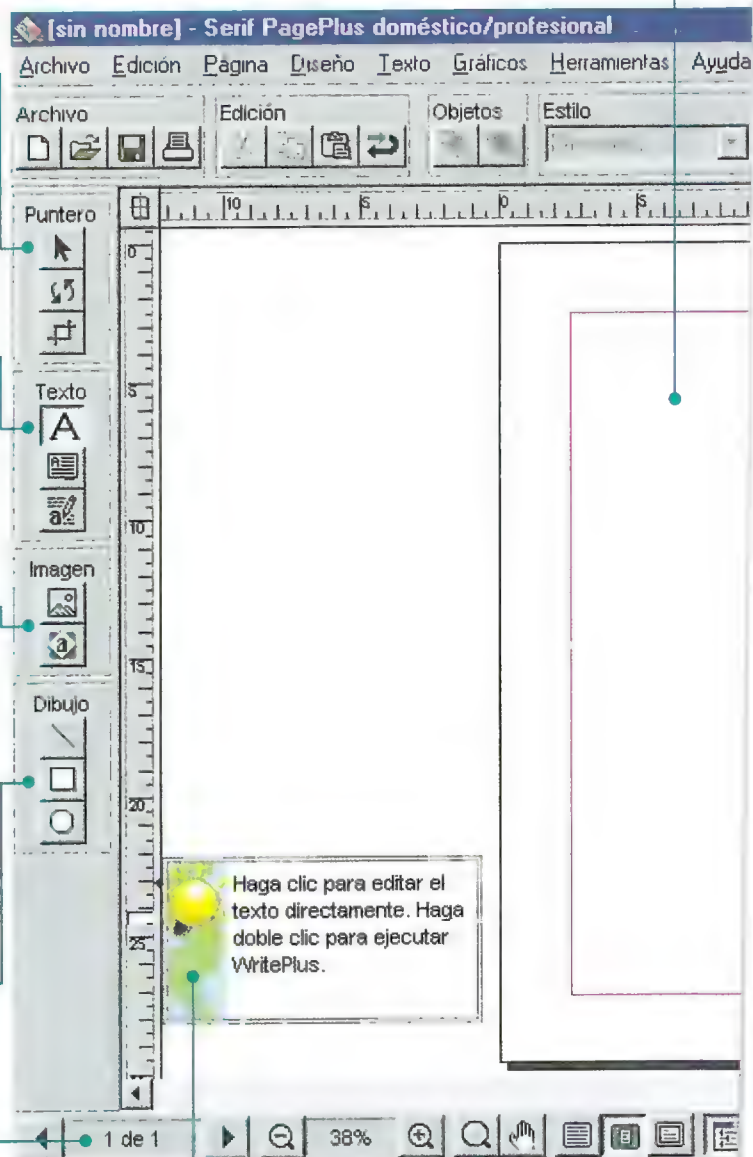 [sin nombre] - Serif PagePlus doméstico/profesional
Archivo Edición Página Diseño Texto Gráficos Herramientas Ayuda
Archivo Edición Objetos Estilo
Puntero
10 5 0 5
0
5
Texto
A
a
10
Imagen
a
15
Dibujo
20
Haga clic para editar el
texto directamente. Haga
doble clic para ejecutar
WritePlus.
25
1 de 1 38%